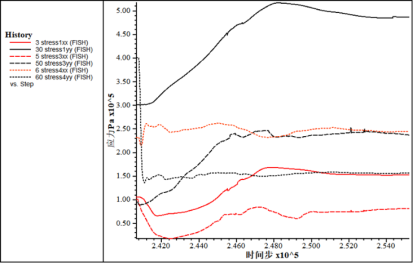 History
3 stress1xx (FISH)
30 stress1yy (FISH)
5 stress3xx (FISH)
50 stress3yy (FISH)
6 stress4xx (FISH)
60 stress4yy (FISH)
vs. Step
应力Pa x10^5
5.00
4.50
4.00
3.50
3.00
2.50
2.00
1.50
1.00
0.50
2.420
2.440
2.460
2.480
2.500
2.520
2.540
时间步 x10^5